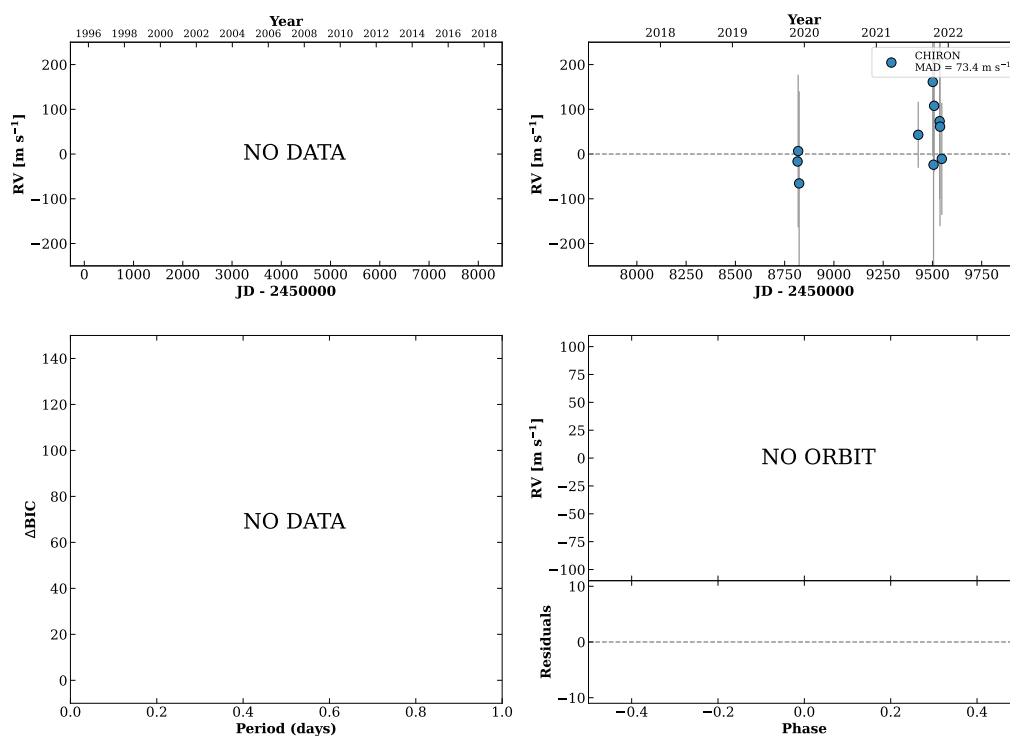 Year
1996 1998 2000 2002 2004 2006 2008 2010 2012 2014 2016 2018
RV [m s⁻¹]
200
100
0
−100
−200
NO DATA
0 1000 2000 3000 4000 5000 6000 7000 8000
JD - 2450000
Year
2018 2019 2020 2021 2022
RV [m s⁻¹]
200
100
0
−100
−200
CHIRON
MAD = 73.4 m s⁻¹
8000 8250 8500 8750 9000 9250 9500 9750
JD - 2450000
ΔBIC
140
120
100
80
60
40
20
0
NO DATA
0.0 0.2 0.4 0.6 0.8 1.0
Period (days)
RV [m s⁻¹]
100
75
50
25
0
−25
−50
−75
−100
NO ORBIT
Residuals
10
0
−10
−0.4 −0.2 0.0 0.2 0.4
Phase